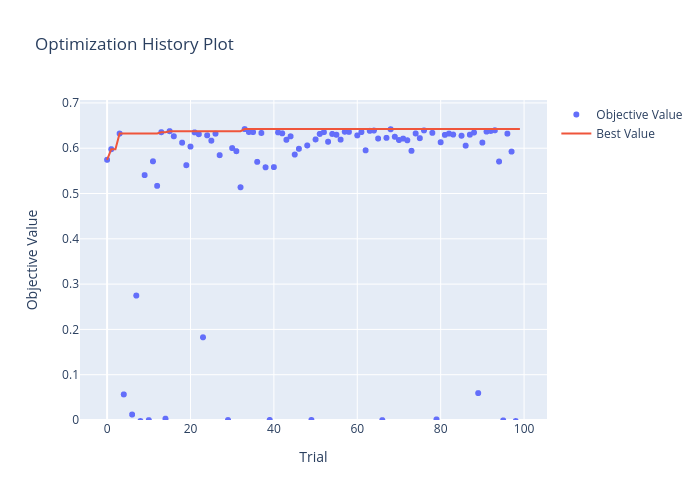 Optimization History Plot
0.7
0.6
0.5
0.4
0.3
0.2
0.1
0
0 20 40 60 80 100
Trial
Objective Value
Objective Value
Best Value